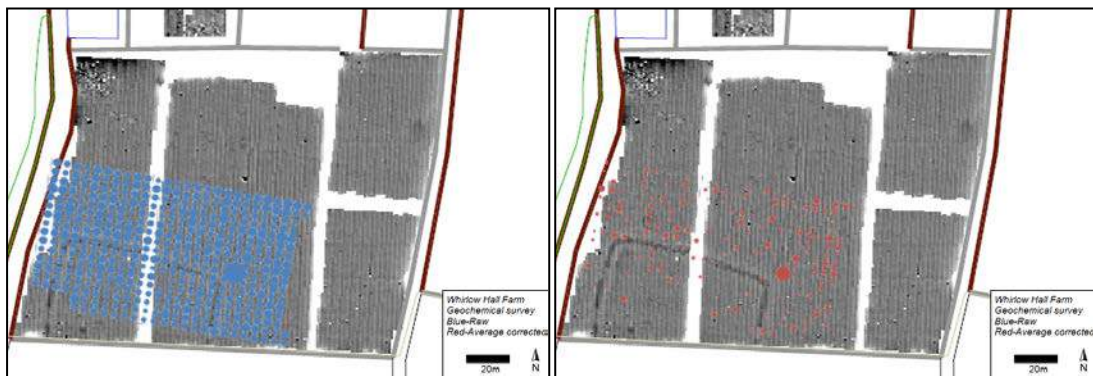 Whirlow Hall Farm
Geochemical survey
Blue-Raw
Red-Average corrected
20m
N
Whirlow Hall Farm
Geochemical survey
Blue-Raw
Red-Average corrected
20m
N